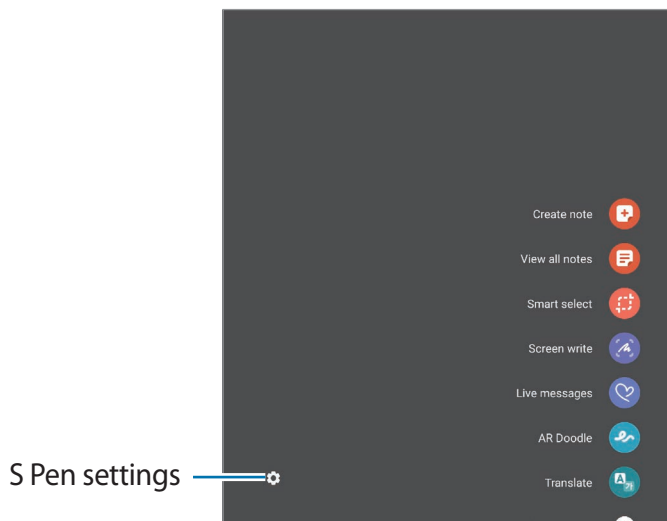 Create note
View all notes
Smart select
Screen write
Live messages
AR Doodle
S Pen settings
Translate